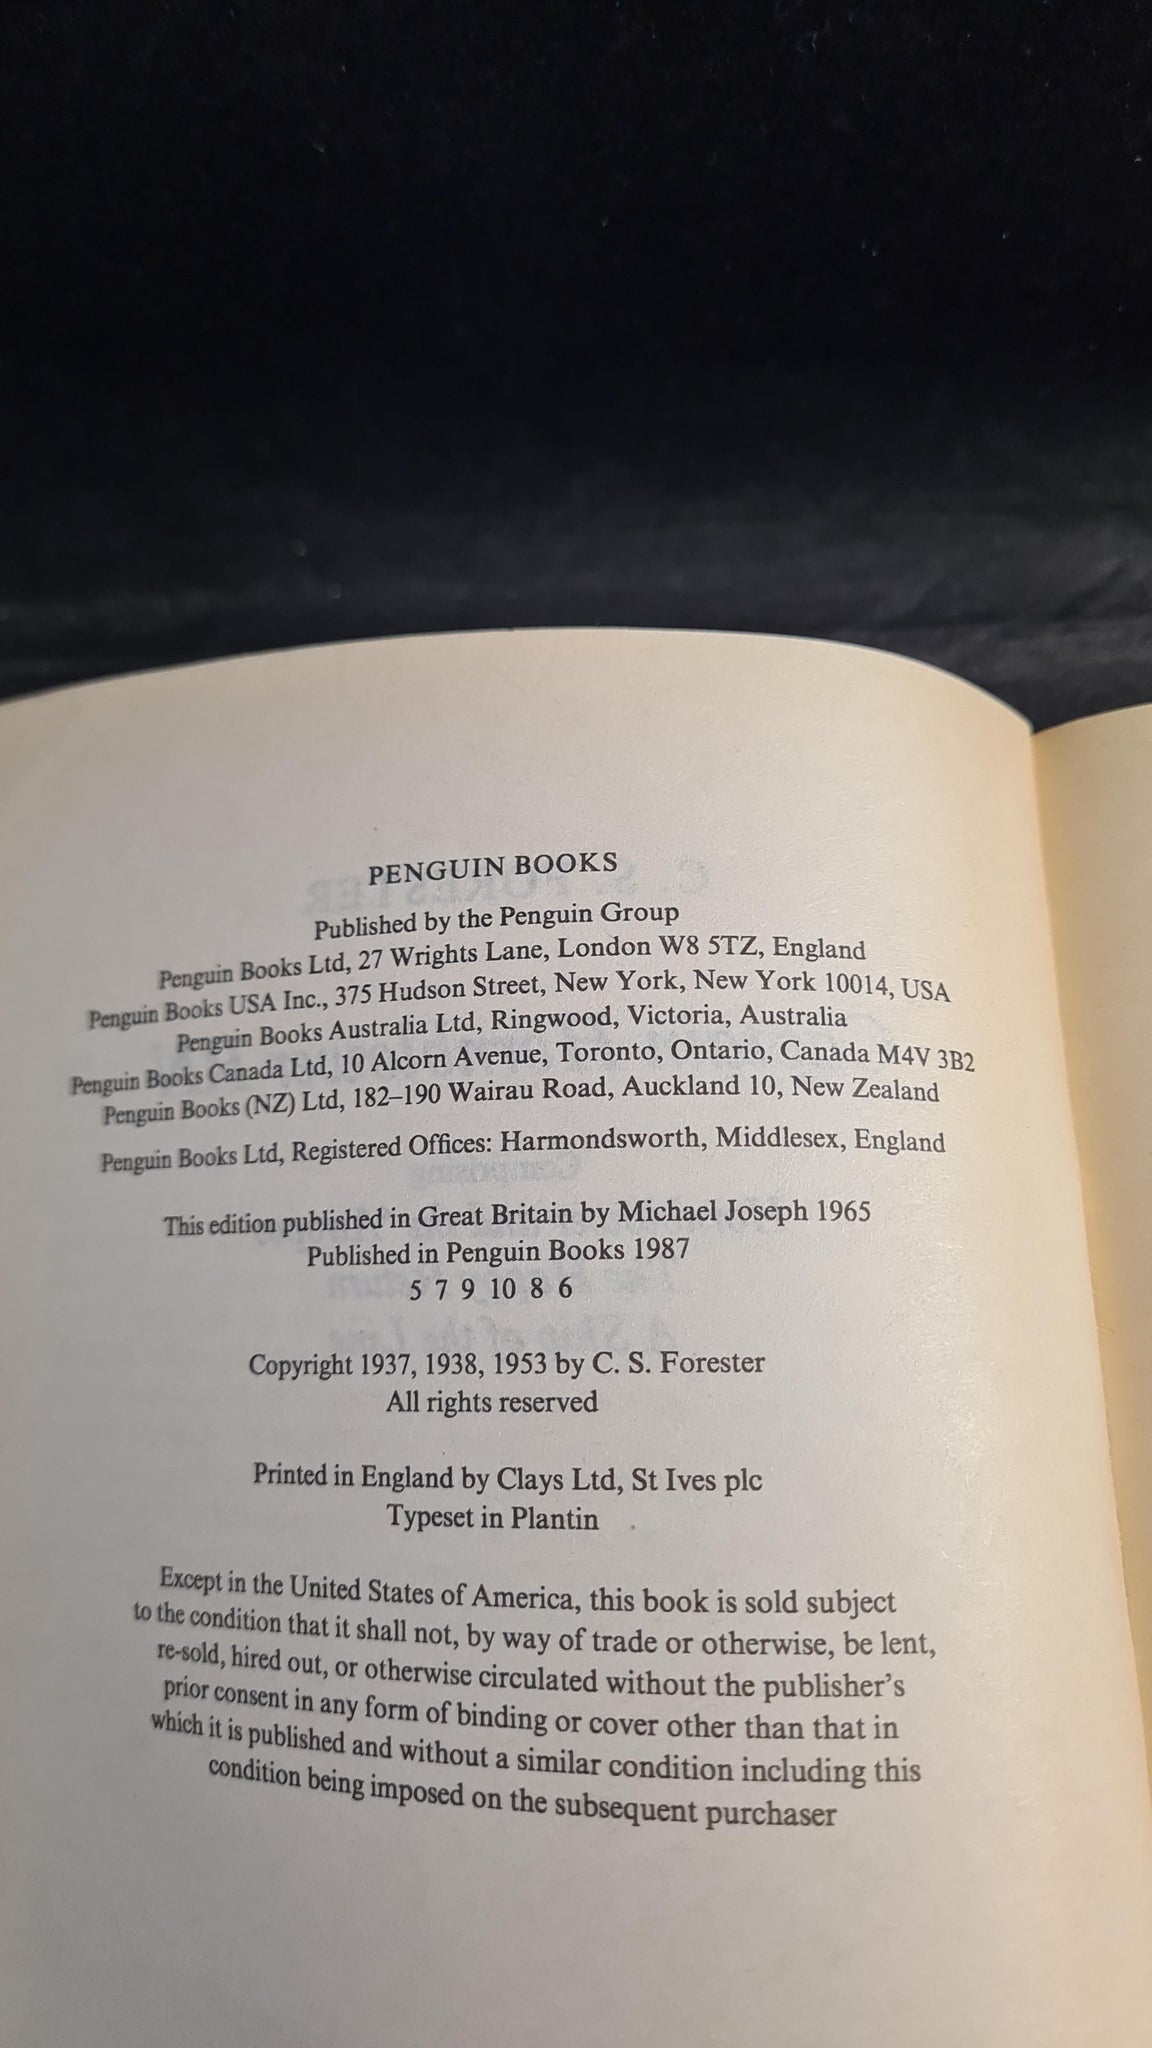 PENGUIN BOOKS
Published by the Penguin Group
Penguin Books Ltd, 27 Wrights Lane, London W8 5TZ, England
Penguin Books USA Inc., 375 Hudson Street, New York, New York 10014, USA
Penguin Books Australia Ltd, Ringwood, Victoria, Australia
Penguin Books Canada Ltd, 10 Alcorn Avenue, Toronto, Ontario, Canada M4V 3B2
Penguin Books (NZ) Ltd, 182–190 Wairau Road, Auckland 10, New Zealand
Penguin Books Ltd, Registered Offices: Harmondsworth, Middlesex, England
This edition published in Great Britain by Michael Joseph 1965
Published in Penguin Books 1987
5 7 9 10 8 6
Copyright 1937, 1938, 1953 by C. S. Forester
All rights reserved
Printed in England by Clays Ltd, St Ives plc
Typeset in Plantin
Except in the United States of America, this book is sold subject
to the condition that it shall not, by way of trade or otherwise, be lent,
re-sold, hired out, or otherwise circulated without the publisher's
prior consent in any form of binding or cover other than that in
which it is published and without a similar condition including this
condition being imposed on the subsequent purchaser